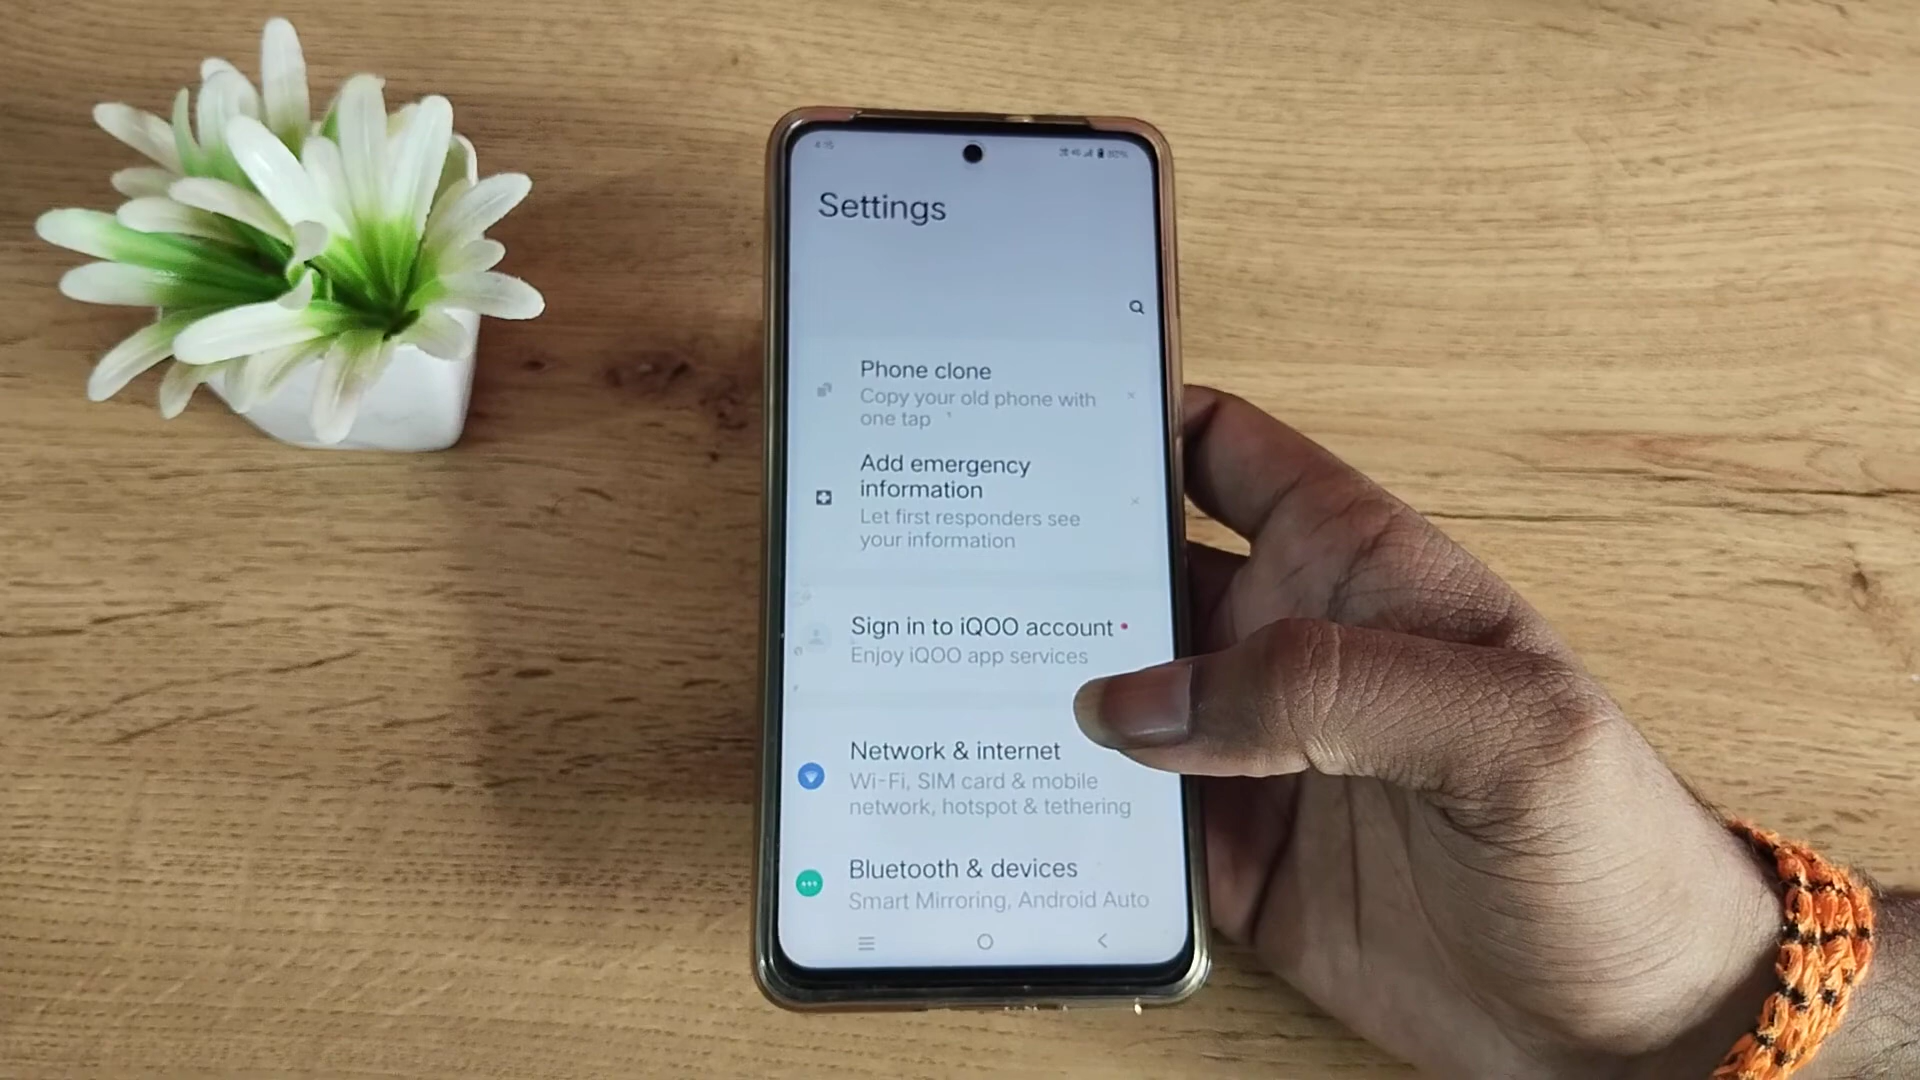 4:15
Settings
Phone clone
Copy your old phone with
one tap
Add emergency
information
Let first responders see
your information
Sign in to iQOO account
Enjoy iQOO app services
Network & internet
Wi-Fi, SIM card & mobile
network, hotspot & tethering
Bluetooth & devices
Smart Mirroring, Android Auto